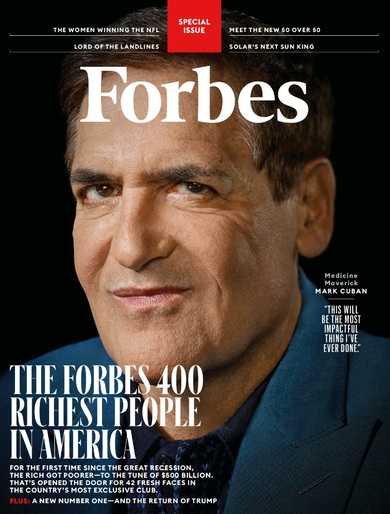 SPECIAL
ISSUE
THE WOMEN WINNING THE NFL
MEET THE NEW 50 OVER 50
LORD OF THE LANDLINES
SOLAR'S NEXT SUN KING
Forbes
Medicine
Maverick
MARK CUBAN
"THIS WILL
BE THE MOST
IMPACTFUL
THING I'VE
EVER DONE."
THE FORBES 400
RICHEST PEOPLE
IN AMERICA
FOR THE FIRST TIME SINCE THE GREAT RECESSION,
THE RICH GOT POORER—TO THE TUNE OF $500 BILLION.
THAT'S OPENED THE DOOR FOR 42 FRESH FACES IN
THE COUNTRY'S MOST EXCLUSIVE CLUB.
PLUS: A NEW NUMBER ONE—AND THE RETURN OF TRUMP